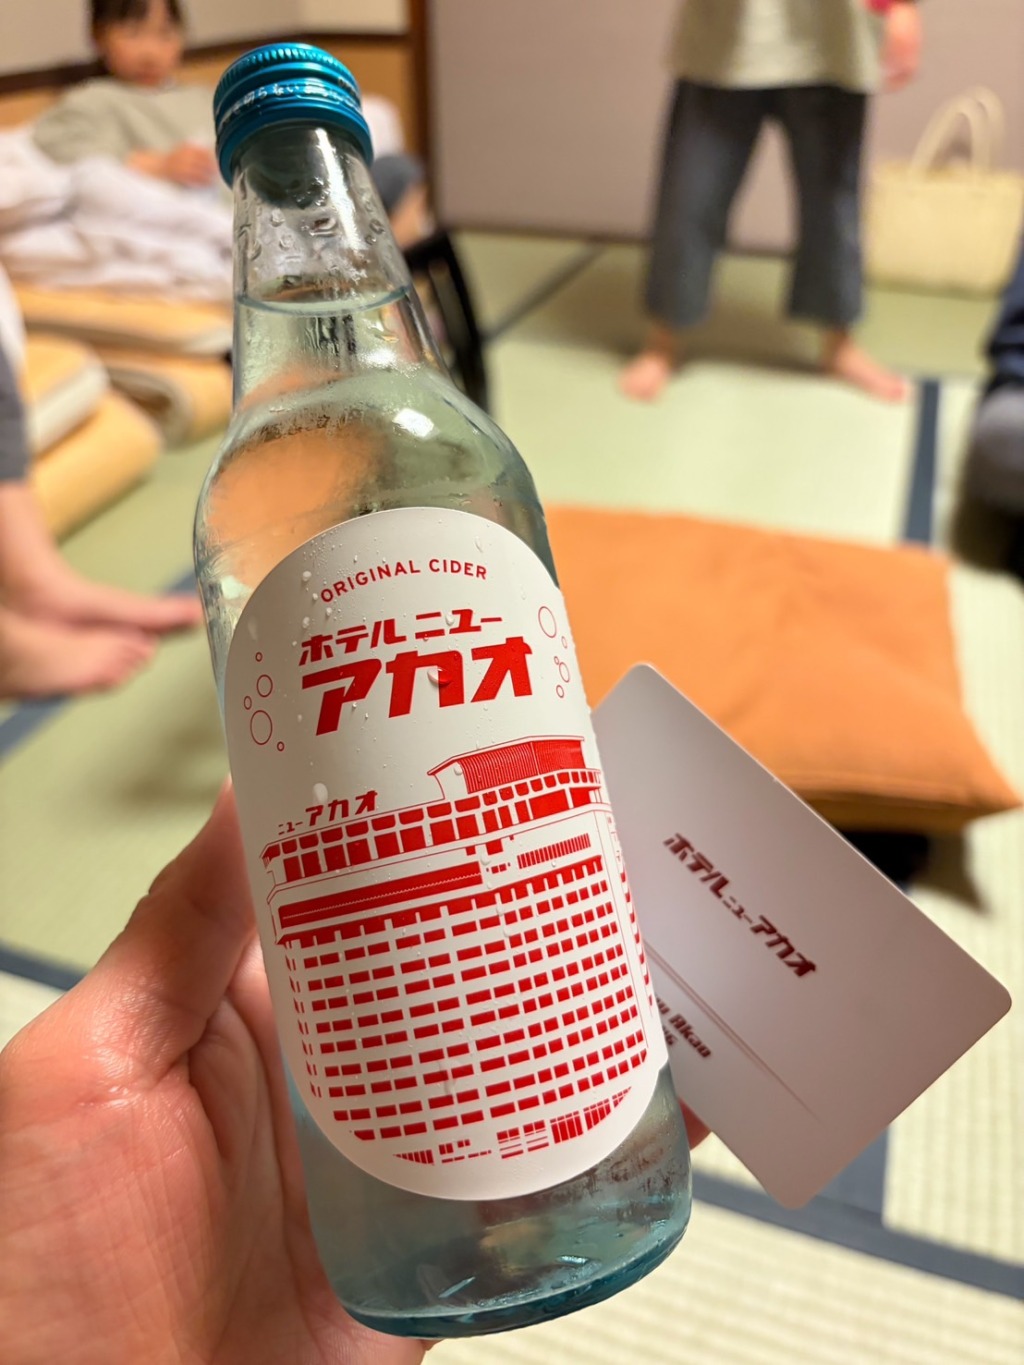 ORIGINAL CIDER
ホテル ニュー
アカオ
ニューアカオ
ホテルニューアカオ
Akao